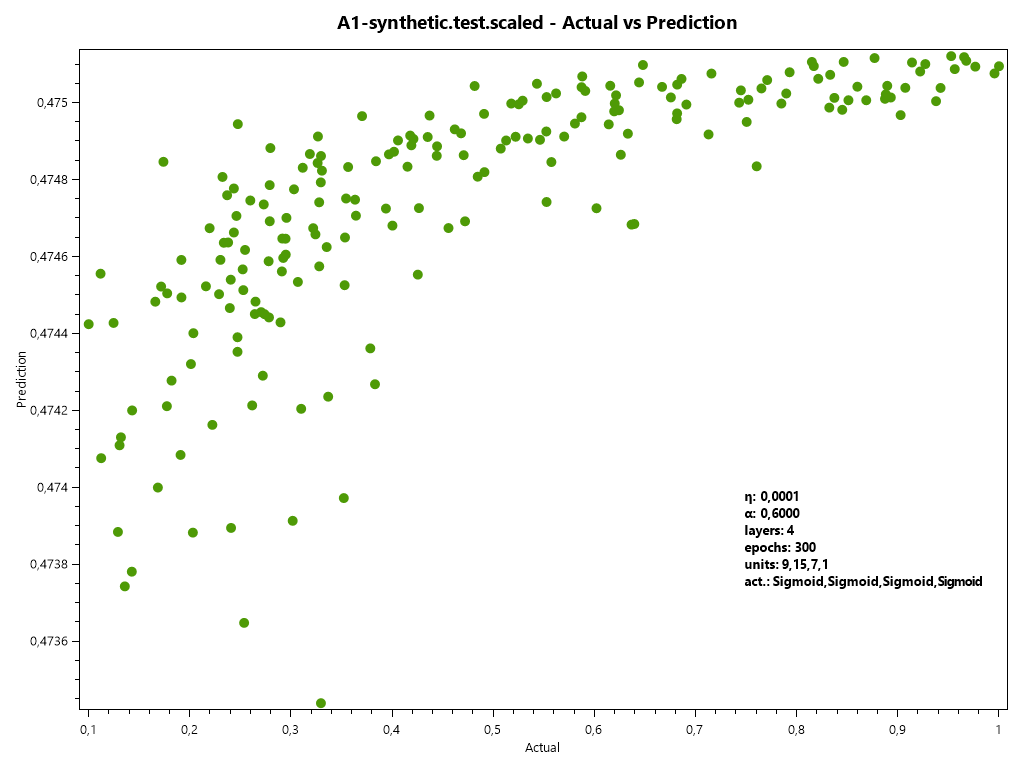 A1-synthetic.test.scaled - Actual vs Prediction
0,475
0,4748
0,4746
0,4744
0,4742
0,474
0,4738
0,4736
Prediction
η: 0,0001
α: 0,6000
layers: 4
epochs: 300
units: 9,15,7,1
act.: Sigmoid,Sigmoid,Sigmoid,Sigmoid
0,1 0,2 0,3 0,4 0,5 0,6 0,7 0,8 0,9 1
Actual